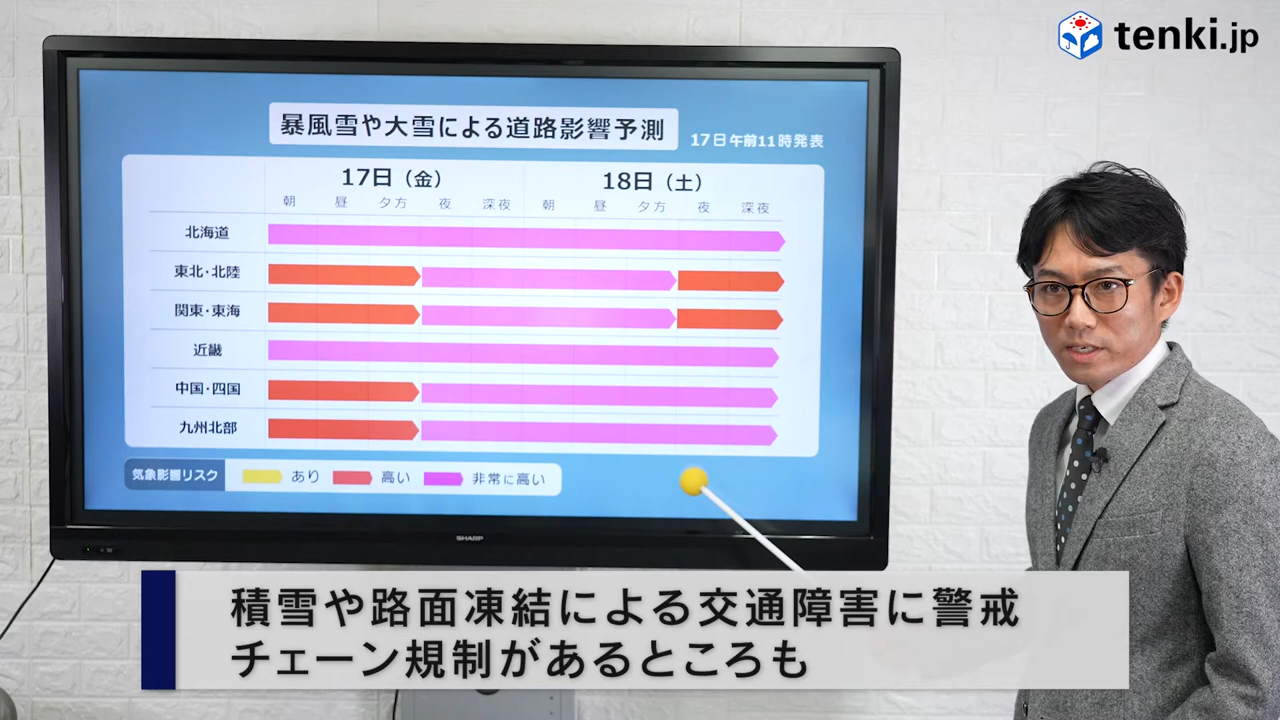 tenki.jp
暴風雪や大雪による道路影響予測
17日午前11時発表
17日（金） 18日（土）
朝 昼 夕方 夜 深夜 朝 昼 夕方 夜 深夜
北海道
東北・北陸
関東・東海
近畿
中国・四国
九州北部
気象影響リスク あり 高い 非常に高い
SHARP
積雪や路面凍結による交通障害に警戒
チェーン規制があるところも